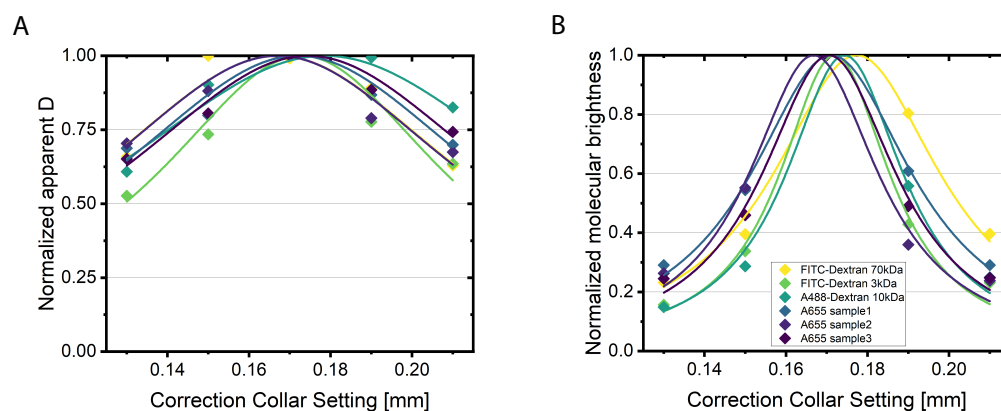 A
B
Normalized apparent D
1.00
0.75
0.50
0.25
0.00
0.14
0.16
0.18
0.20
Correction Collar Setting [mm]
Normalized molecular brightness
1.0
0.8
0.6
0.4
0.2
0.0
0.14
0.16
0.18
0.20
Correction Collar Setting [mm]
FITC-Dextran 70kDa
FITC-Dextran 3kDa
A488-Dextran 10kDa
A655 sample1
A655 sample2
A655 sample3